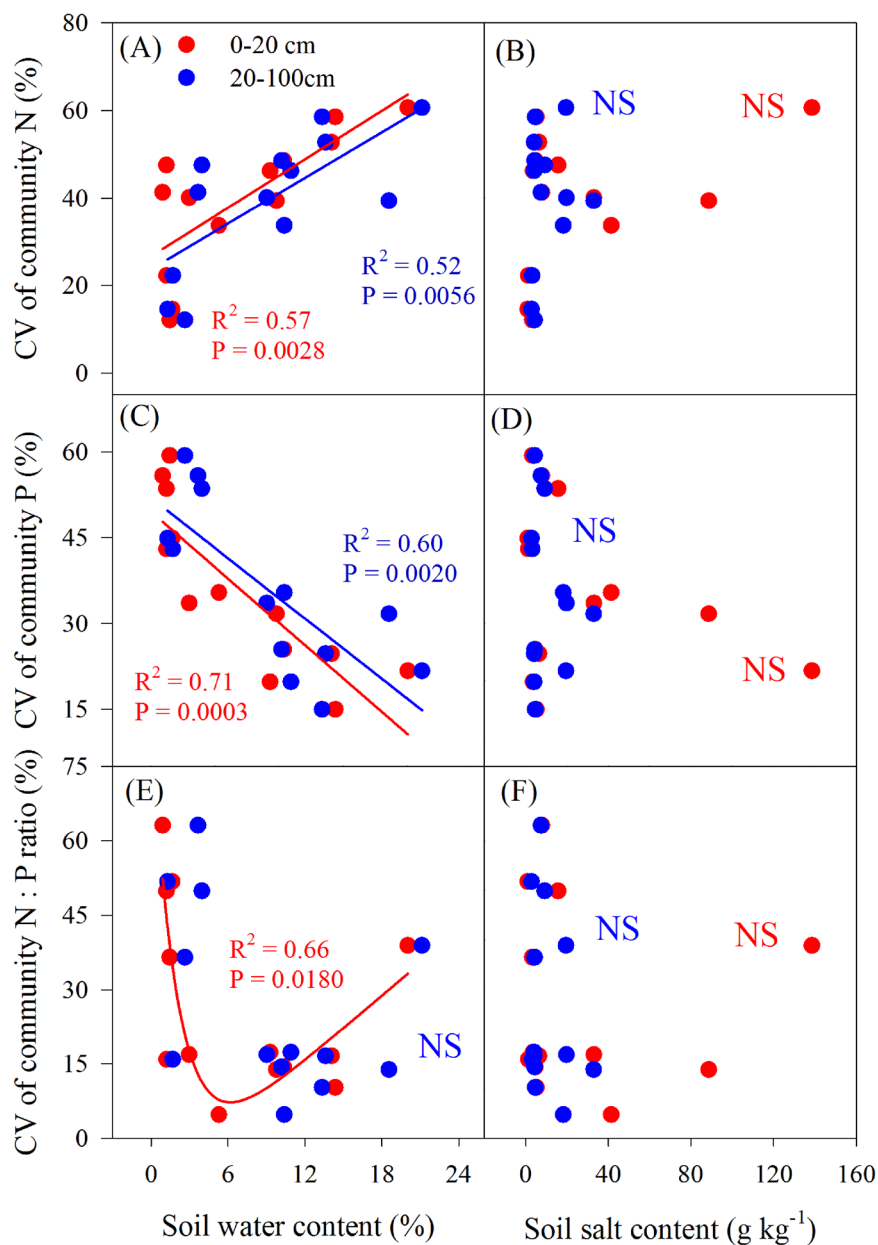 CV of community N (%)
80
60
40
20
0
(A)
0-20 cm
20-100cm
R² = 0.57
P = 0.0028
R² = 0.52
P = 0.0056
(B)
NS
NS
CV of community P (%)
60
45
30
15
(C)
R² = 0.71
P = 0.0003
R² = 0.60
P = 0.0020
(D)
NS
NS
CV of community N : P ratio (%)
75
60
45
30
15
0
(E)
R² = 0.66
P = 0.0180
NS
(F)
NS
NS
0 6 12 18 24
0 40 80 120 160
Soil water content (%)
Soil salt content (g kg⁻¹)